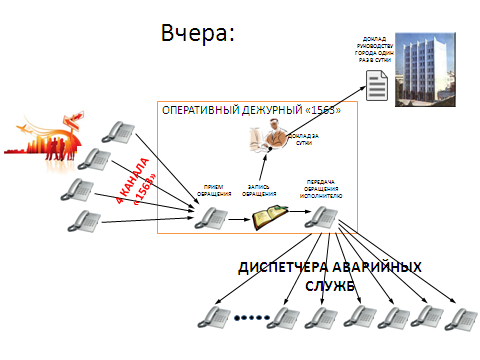 Вчера:
ДОКЛАД
РУКОВОДСТВУ
ГОРОДА ОДИН
РАЗ В СУТКИ
ОПЕРАТИВНЫЙ ДЕЖУРНЫЙ «1563»
ДОКЛАД ЗА
СУТКИ
4 КАНАЛА
«1563»
ПРИЕМ
ОБРАЩЕНИЯ
ЗАПИСЬ
ОБРАЩЕНИЯ
ПЕРЕДАЧА
ОБРАЩЕНИЯ
ИСПОЛНИТЕЛЮ
ДИСПЕТЧЕРА АВАРИЙНЫХ
СЛУЖБ